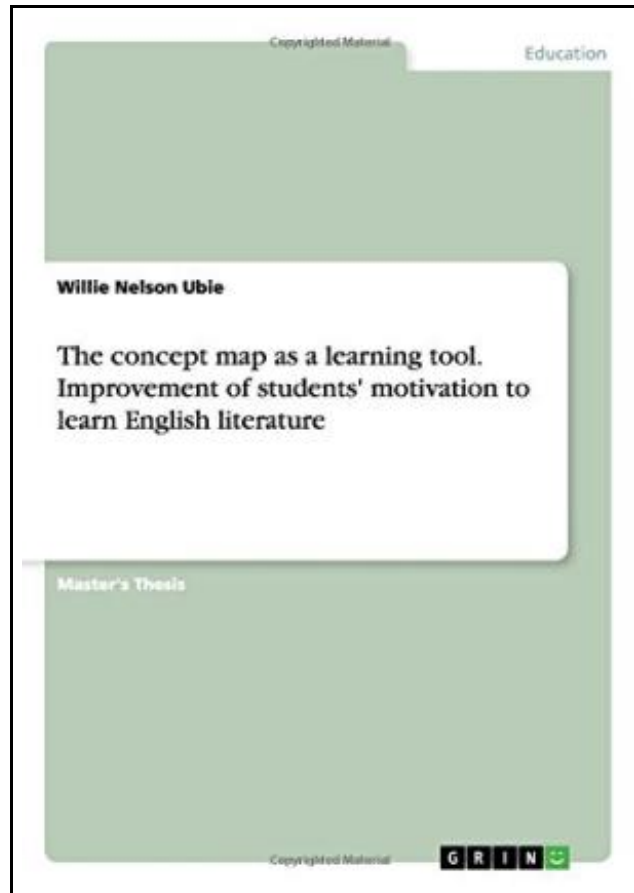 Copyrighted Material
Education
Willie Nelson Ubie
The concept map as a learning tool.
Improvement of students' motivation to
learn English literature
Master's Thesis
Copyrighted Material
GRIN